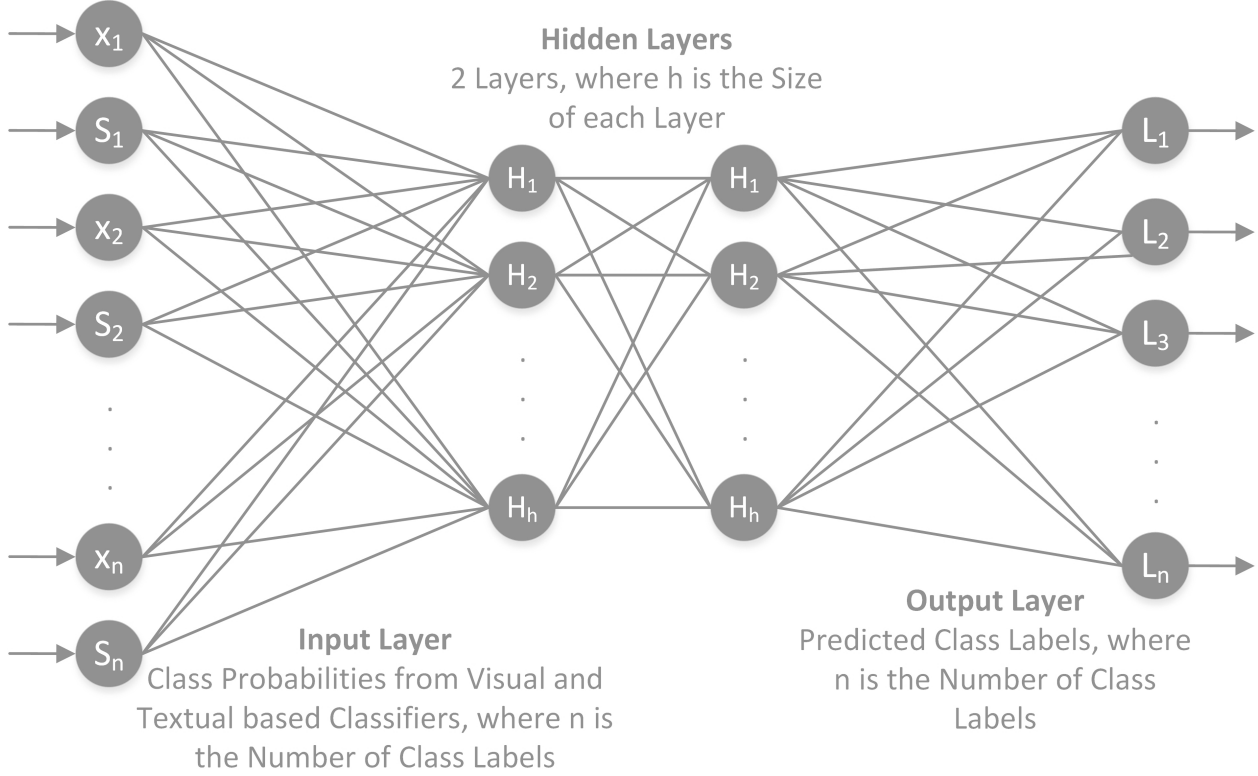 x₁
S₁
x₂
S₂
.
.
.
xₙ
Sₙ
Input Layer
Class Probabilities from Visual and
Textual based Classifiers, where n is
the Number of Class Labels
Hidden Layers
2 Layers, where h is the Size
of each Layer
H₁
H₂
.
.
.
Hₕ
H₁
H₂
.
.
.
Hₕ
L₁
L₂
L₃
.
.
.
Lₙ
Output Layer
Predicted Class Labels, where
n is the Number of Class
Labels